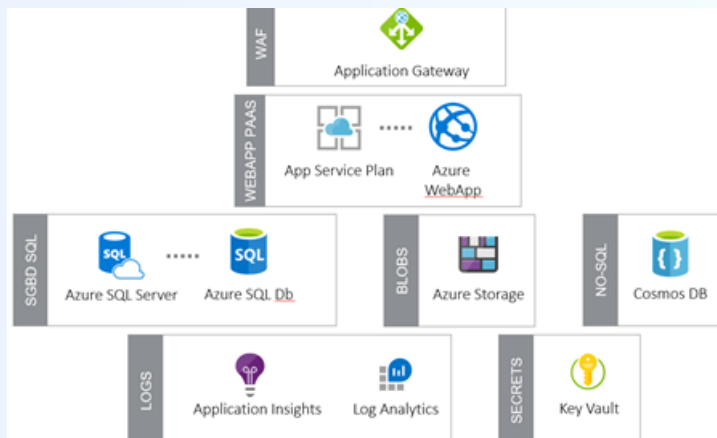 WAF
Application Gateway
WEBAPP PAAS
App Service Plan
Azure
WebApp
SGBD SQL
SQL
Azure SQL Server
SQL
Azure SQL Db
BLOBS
Azure Storage
NO-SQL
Cosmos DB
LOGS
Application Insights
Log Analytics
SECRETS
Key Vault